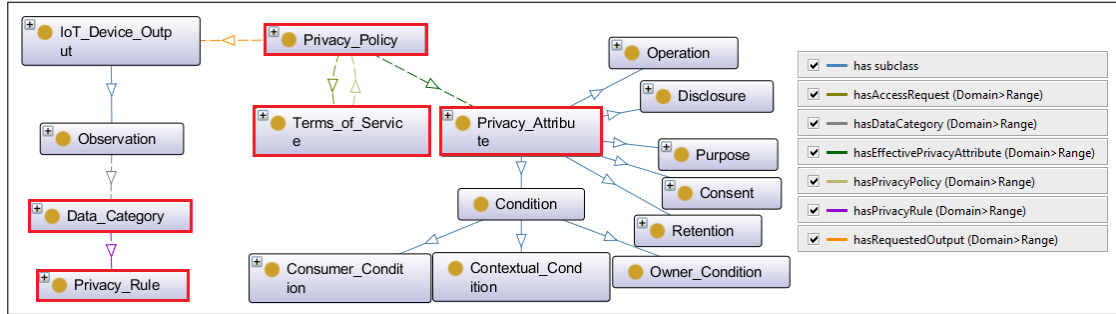 IoT_Device_Outp
ut
Privacy_Policy
Operation
Disclosure
Terms_of_Servic
e
Privacy_Attribu
te
Observation
Purpose
Consent
Data_Category
Condition
Retention
Privacy_Rule
Consumer_Condit
ion
Contextual_Cond
ition
Owner_Condition
has subclass
hasAccessRequest (Domain>Range)
hasDataCategory (Domain>Range)
hasEffectivePrivacyAttribute (Domain>Range)
hasPrivacyPolicy (Domain>Range)
hasPrivacyRule (Domain>Range)
hasRequestedOutput (Domain>Range)